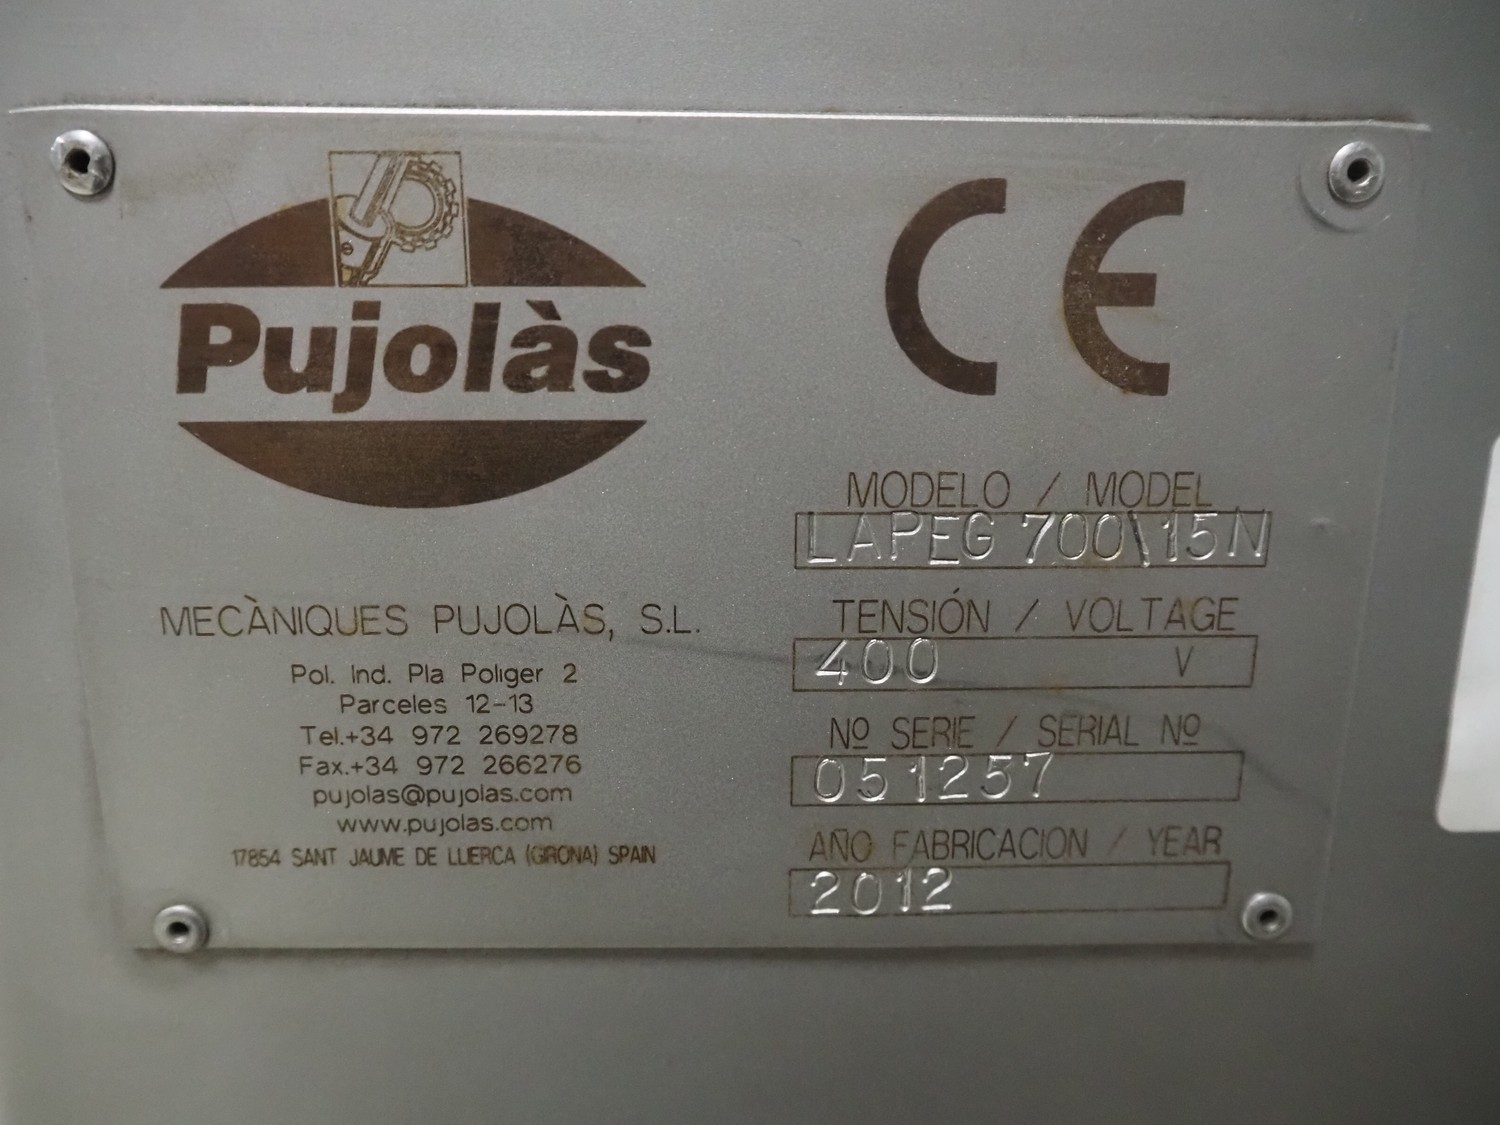 Pujolàs
CE
MECÀNIQUES PUJOLÀS, S.L.
Pol. Ind. Pla Poliger 2
Parceles 12-13
Tel.+34 972 269278
Fax.+34 972 266276
pujolas@pujolas.com
www.pujolas.com
17854 SANT JAUME DE LLIERCA (GIRONA) SPAIN
MODELO / MODEL
LAPEG 700\15N
TENSIÓN / VOLTAGE
400 V
Nº SERIE / SERIAL Nº
051257
AÑO FABRICACION / YEAR
2012